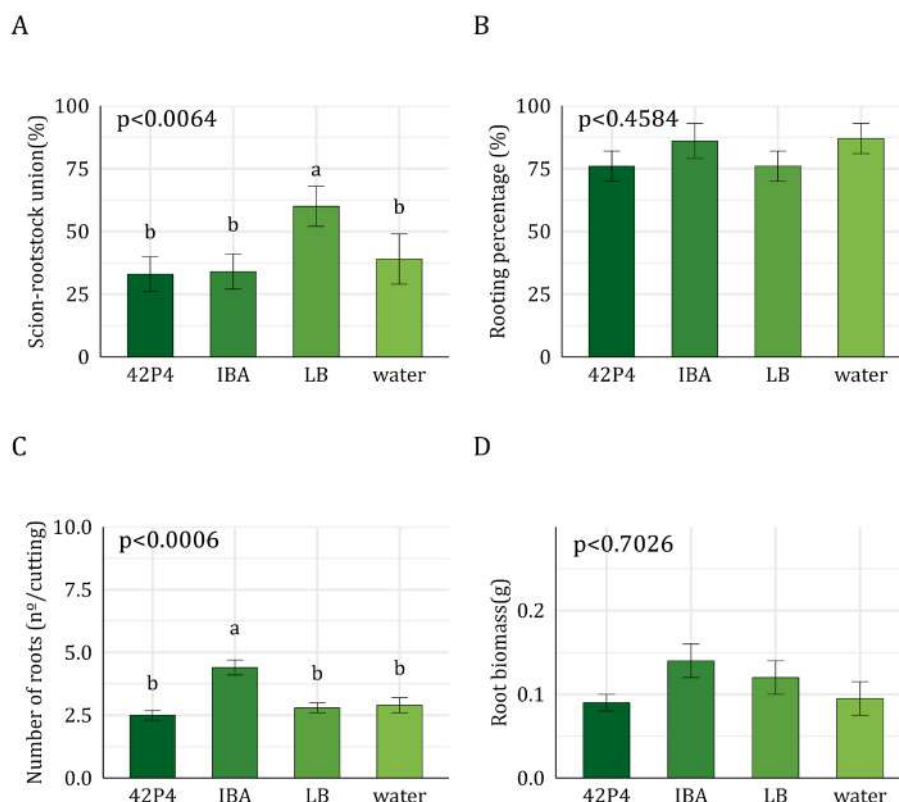 A
Scion-rootstock union(%)
100
75
50
25
0
p<0.0064
b
b
a
b
42P4 IBA LB water
B
Rooting percentage (%)
100
75
50
25
0
p<0.4584
42P4 IBA LB water
C
Number of roots (nº/cutting)
10.0
7.5
5.0
2.5
0.0
p<0.0006
b
a
b
b
42P4 IBA LB water
D
Root biomass(g)
0.2
0.1
0.0
p<0.7026
42P4 IBA LB water